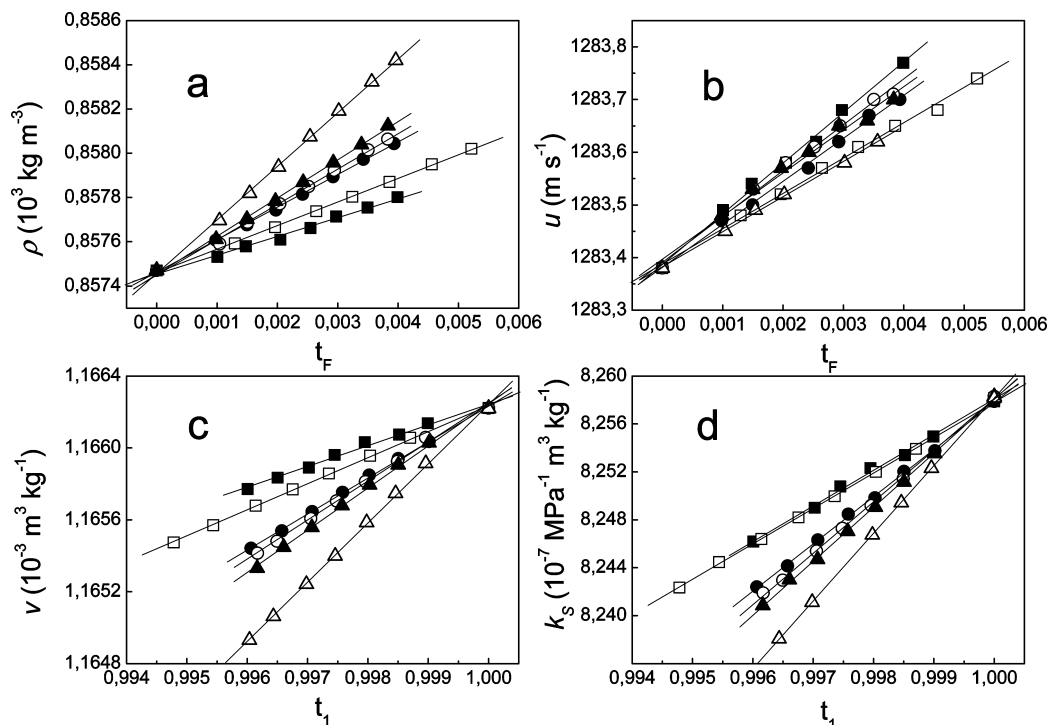 0,8586
0,8584
0,8582
0,8580
0,8578
0,8576
0,8574
ρ (10³ kg m⁻³)
a
0,000 0,001 0,002 0,003 0,004 0,005 0,006
t_F
1283,8
1283,7
1283,6
1283,5
1283,4
1283,3
u (m s⁻¹)
b
0,000 0,001 0,002 0,003 0,004 0,005 0,006
t_F
1,1664
1,1660
1,1656
1,1652
1,1648
v (10⁻³ m³ kg⁻¹)
c
0,994 0,995 0,996 0,997 0,998 0,999 1,000
t₁
8,260
8,256
8,252
8,248
8,244
8,240
k_S (10⁻⁷ MPa⁻¹ m³ kg⁻¹)
d
0,994 0,995 0,996 0,997 0,998 0,999 1,000
t₁